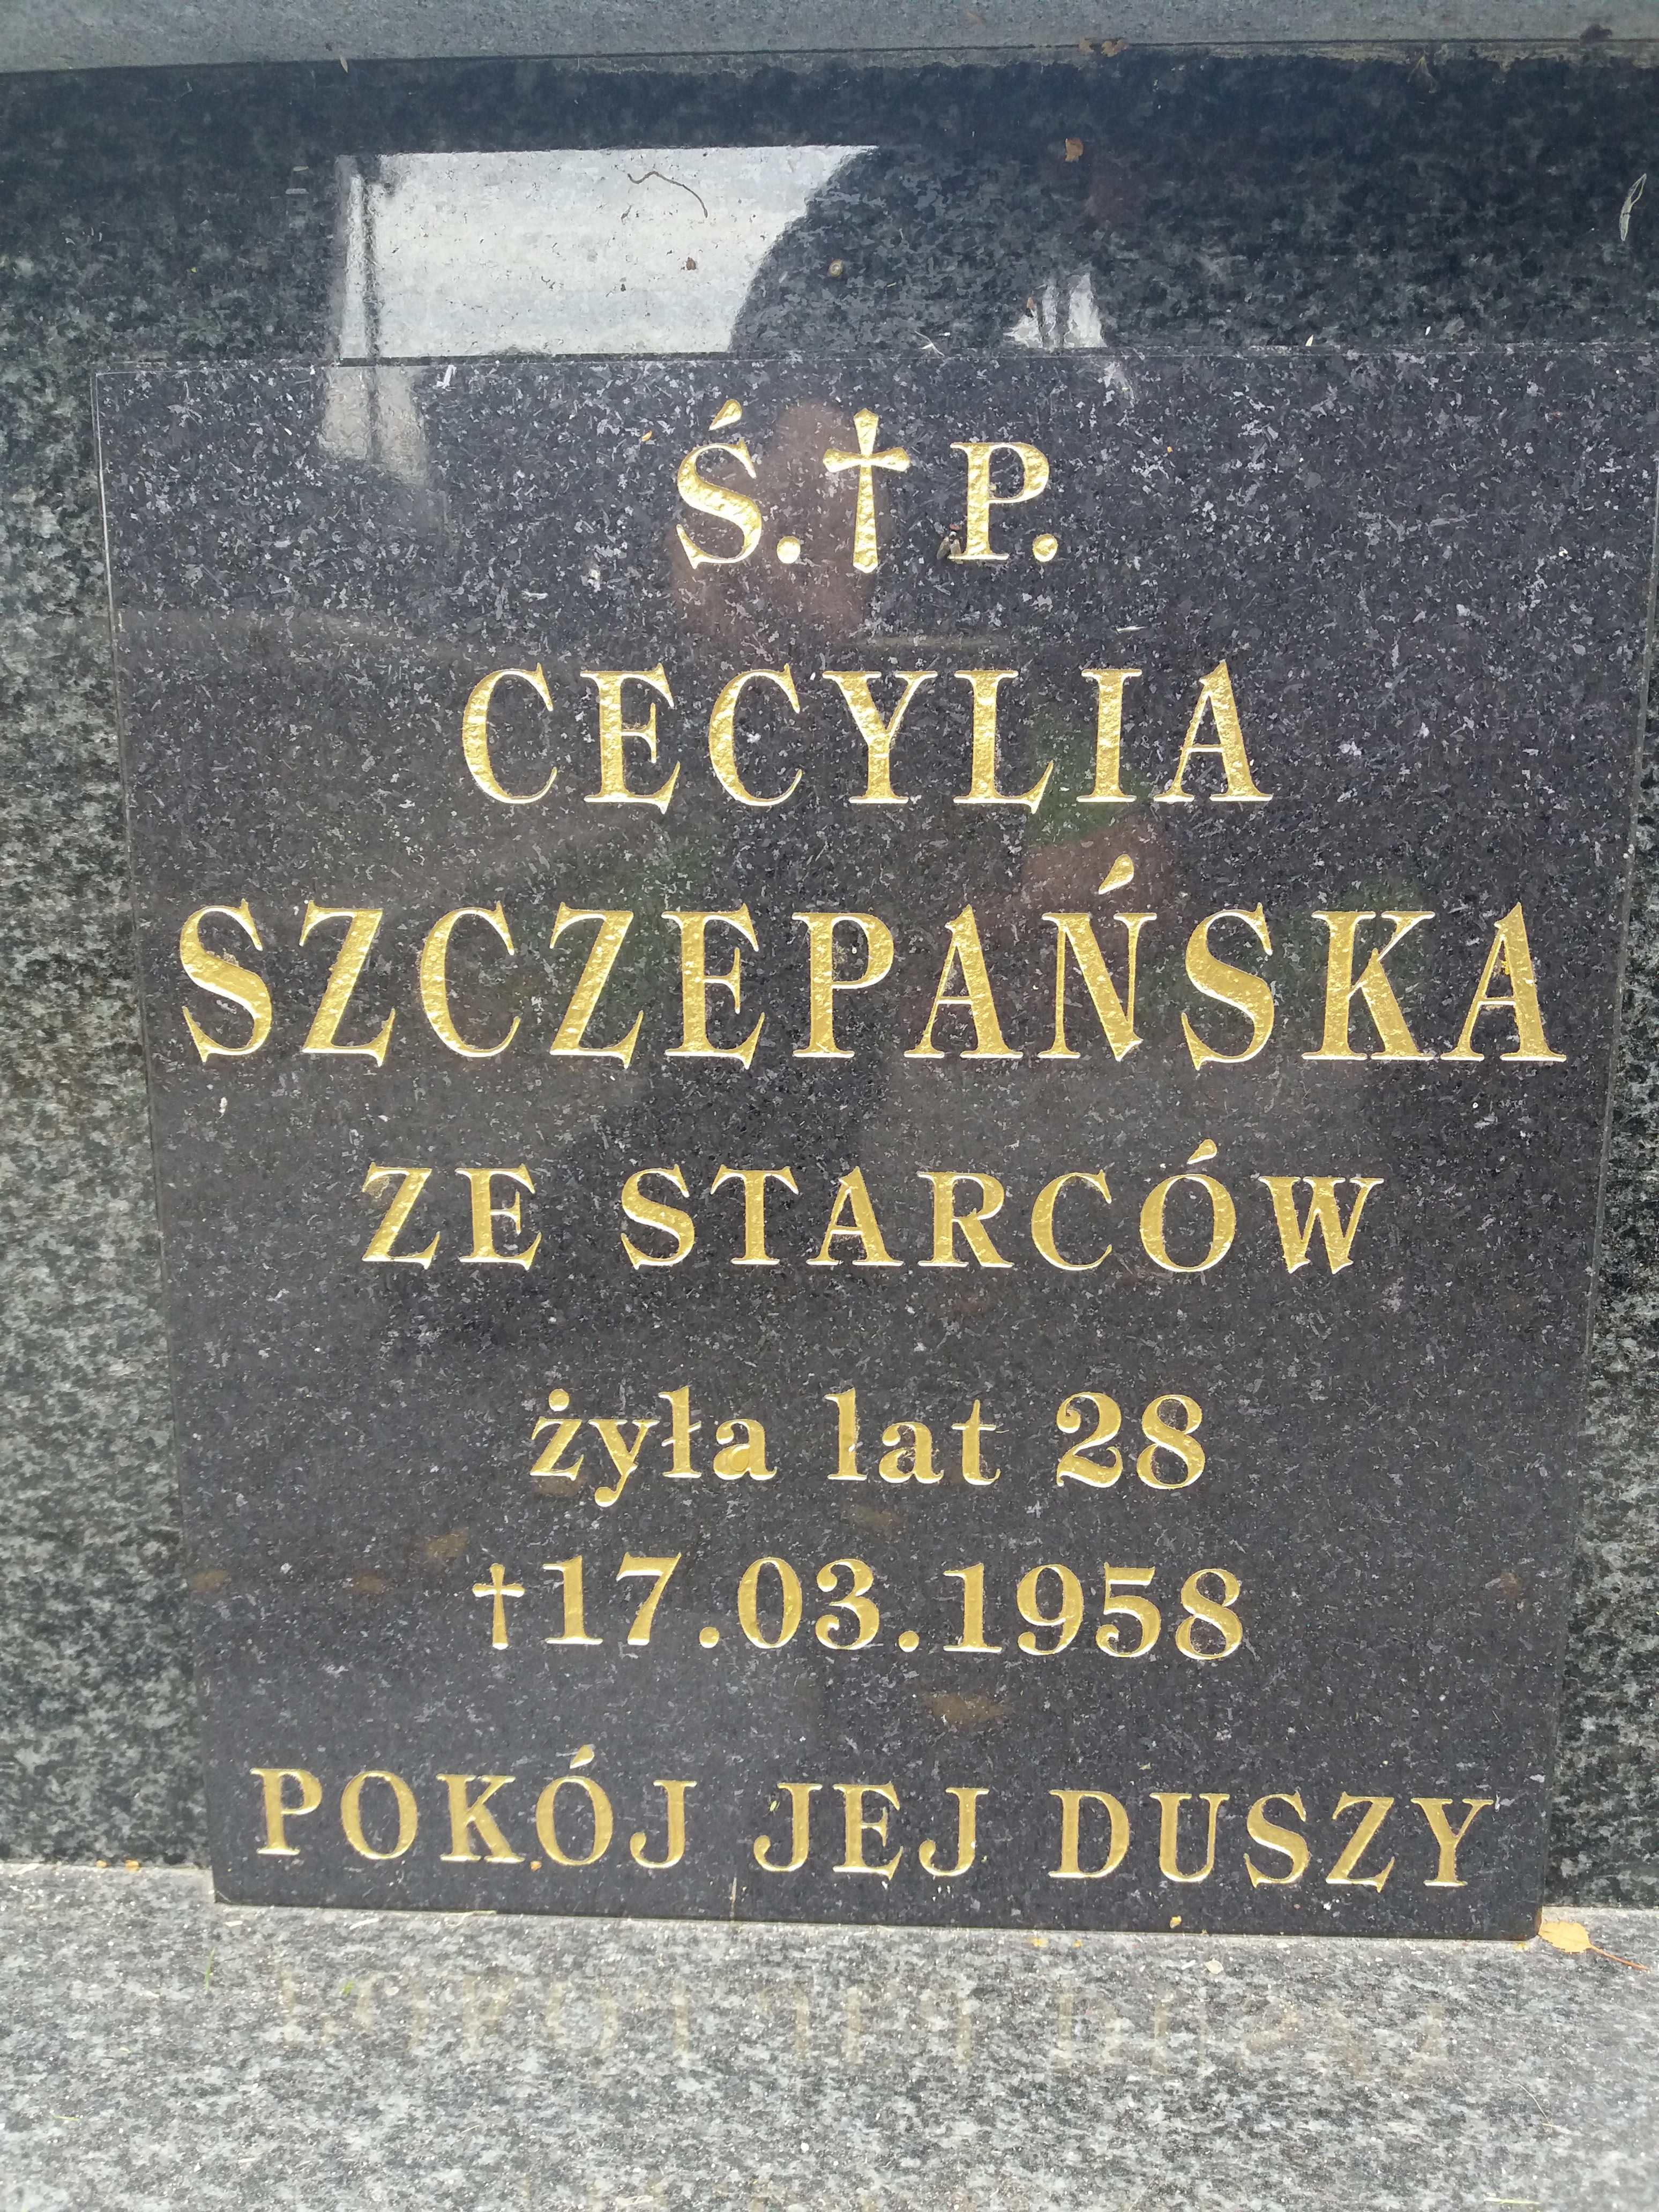 Ś. † P.
CECYLIA
SZCZEPAŃSKA
ZE STARCÓW
żyła lat 28
†17.03.1958
POKÓJ JEJ DUSZY